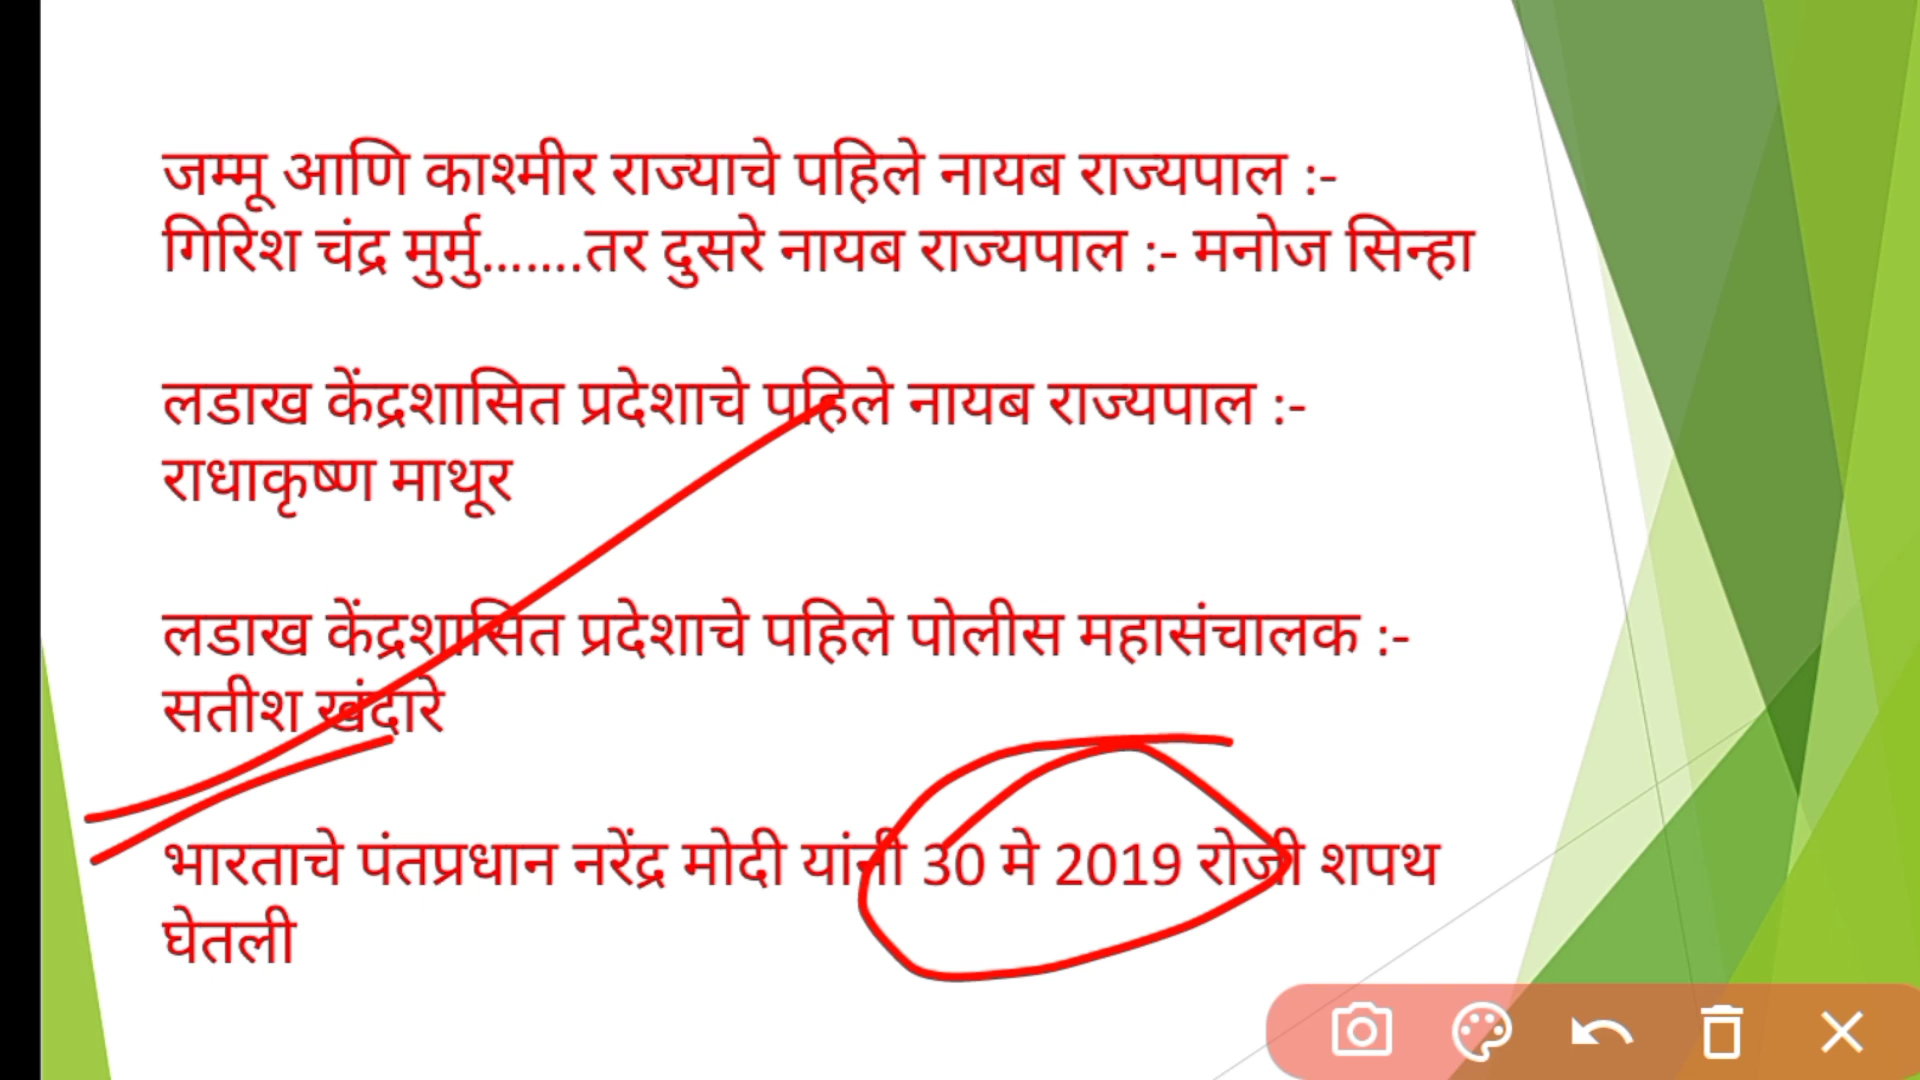 जम्मू आणि काश्मीर राज्याचे पहिले नायब राज्यपाल :-
गिरिश चंद्र मुर्मु.......तर दुसरे नायब राज्यपाल :- मनोज सिन्हा
लडाख केंद्रशासित प्रदेशाचे पहिले नायब राज्यपाल :-
राधाकृष्ण माथूर
लडाख केंद्रशासित प्रदेशाचे पहिले पोलीस महासंचालक :-
सतीश खंदारे
भारताचे पंतप्रधान नरेंद्र मोदी यांनी 30 मे 2019 रोजी शपथ
घेतली